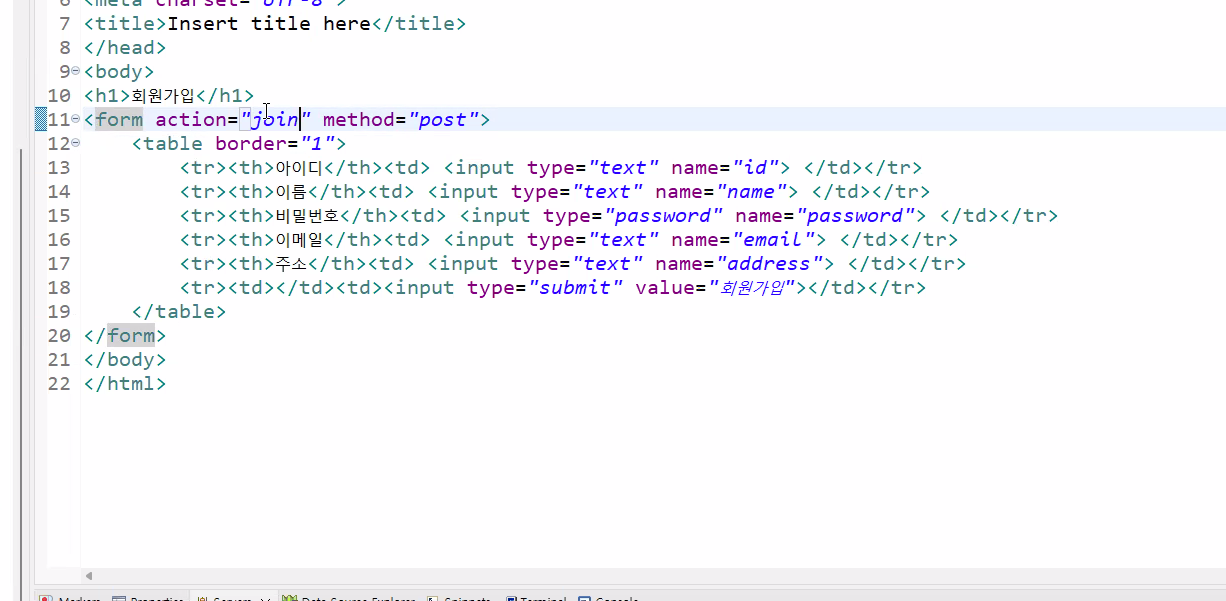 6 <meta charset="utf-8">
7 <title>Insert title here</title>
8 </head>
9 <body>
10 <h1>회원가입</h1>
11 <form action="join" method="post">
12     <table border="1">
13         <tr><th>아이디</th><td> <input type="text" name="id"> </td></tr>
14         <tr><th>이름</th><td> <input type="text" name="name"> </td></tr>
15         <tr><th>비밀번호</th><td> <input type="password" name="password"> </td></tr>
16         <tr><th>이메일</th><td> <input type="text" name="email"> </td></tr>
17         <tr><th>주소</th><td> <input type="text" name="address"> </td></tr>
18         <tr><td></td><td><input type="submit" value="회원가입"></td></tr>
19     </table>
20 </form>
21 </body>
22 </html>
Markers Properties Servers Data Source Explorer Snippets Terminal Console